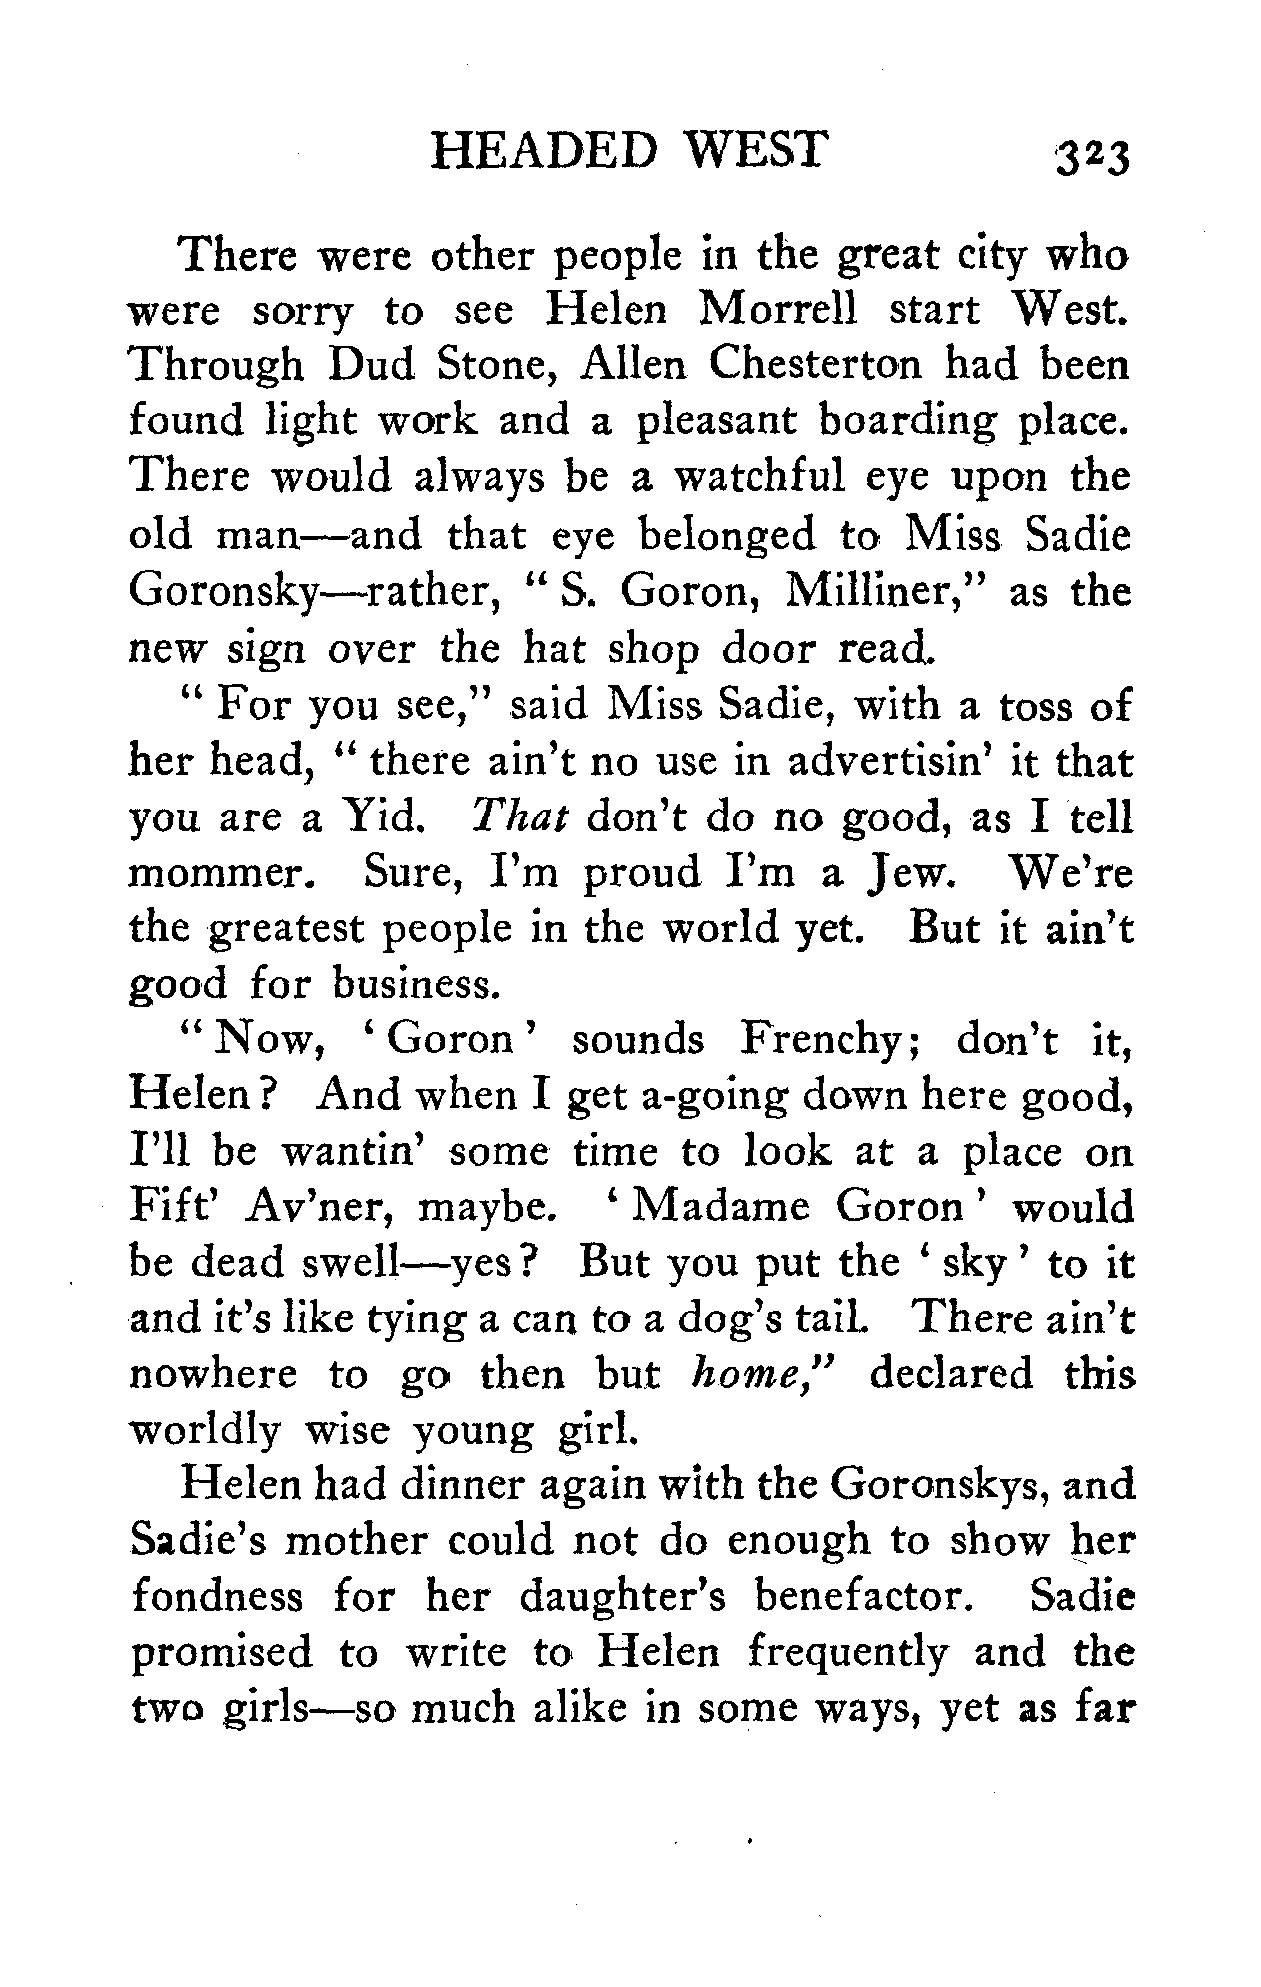 HEADED WEST 323
There were other people in the great city who
were sorry to see Helen Morrell start West.
Through Dud Stone, Allen Chesterton had been
found light work and a pleasant boarding place.
There would always be a watchful eye upon the
old man—and that eye belonged to Miss Sadie
Goronsky—rather, “ S. Goron, Milliner,” as the
new sign over the hat shop door read.
“ For you see,” said Miss Sadie, with a toss of
her head, “ there ain’t no use in advertisin’ it that
you are a Yid. That don’t do no good, as I tell
mommer. Sure, I’m proud I’m a Jew. We’re
the greatest people in the world yet. But it ain’t
good for business.
“ Now, ‘ Goron ’ sounds Frenchy; don’t it,
Helen ? And when I get a-going down here good,
I’ll be wantin’ some time to look at a place on
Fift’ Av’ner, maybe. ‘ Madame Goron ’ would
be dead swell—yes ? But you put the ‘ sky ’ to it
and it’s like tying a can to a dog’s tail. There ain’t
nowhere to go then but home,” declared this
worldly wise young girl.
Helen had dinner again with the Goronskys, and
Sadie’s mother could not do enough to show her
fondness for her daughter’s benefactor. Sadie
promised to write to Helen frequently and the
two girls—so much alike in some ways, yet as far